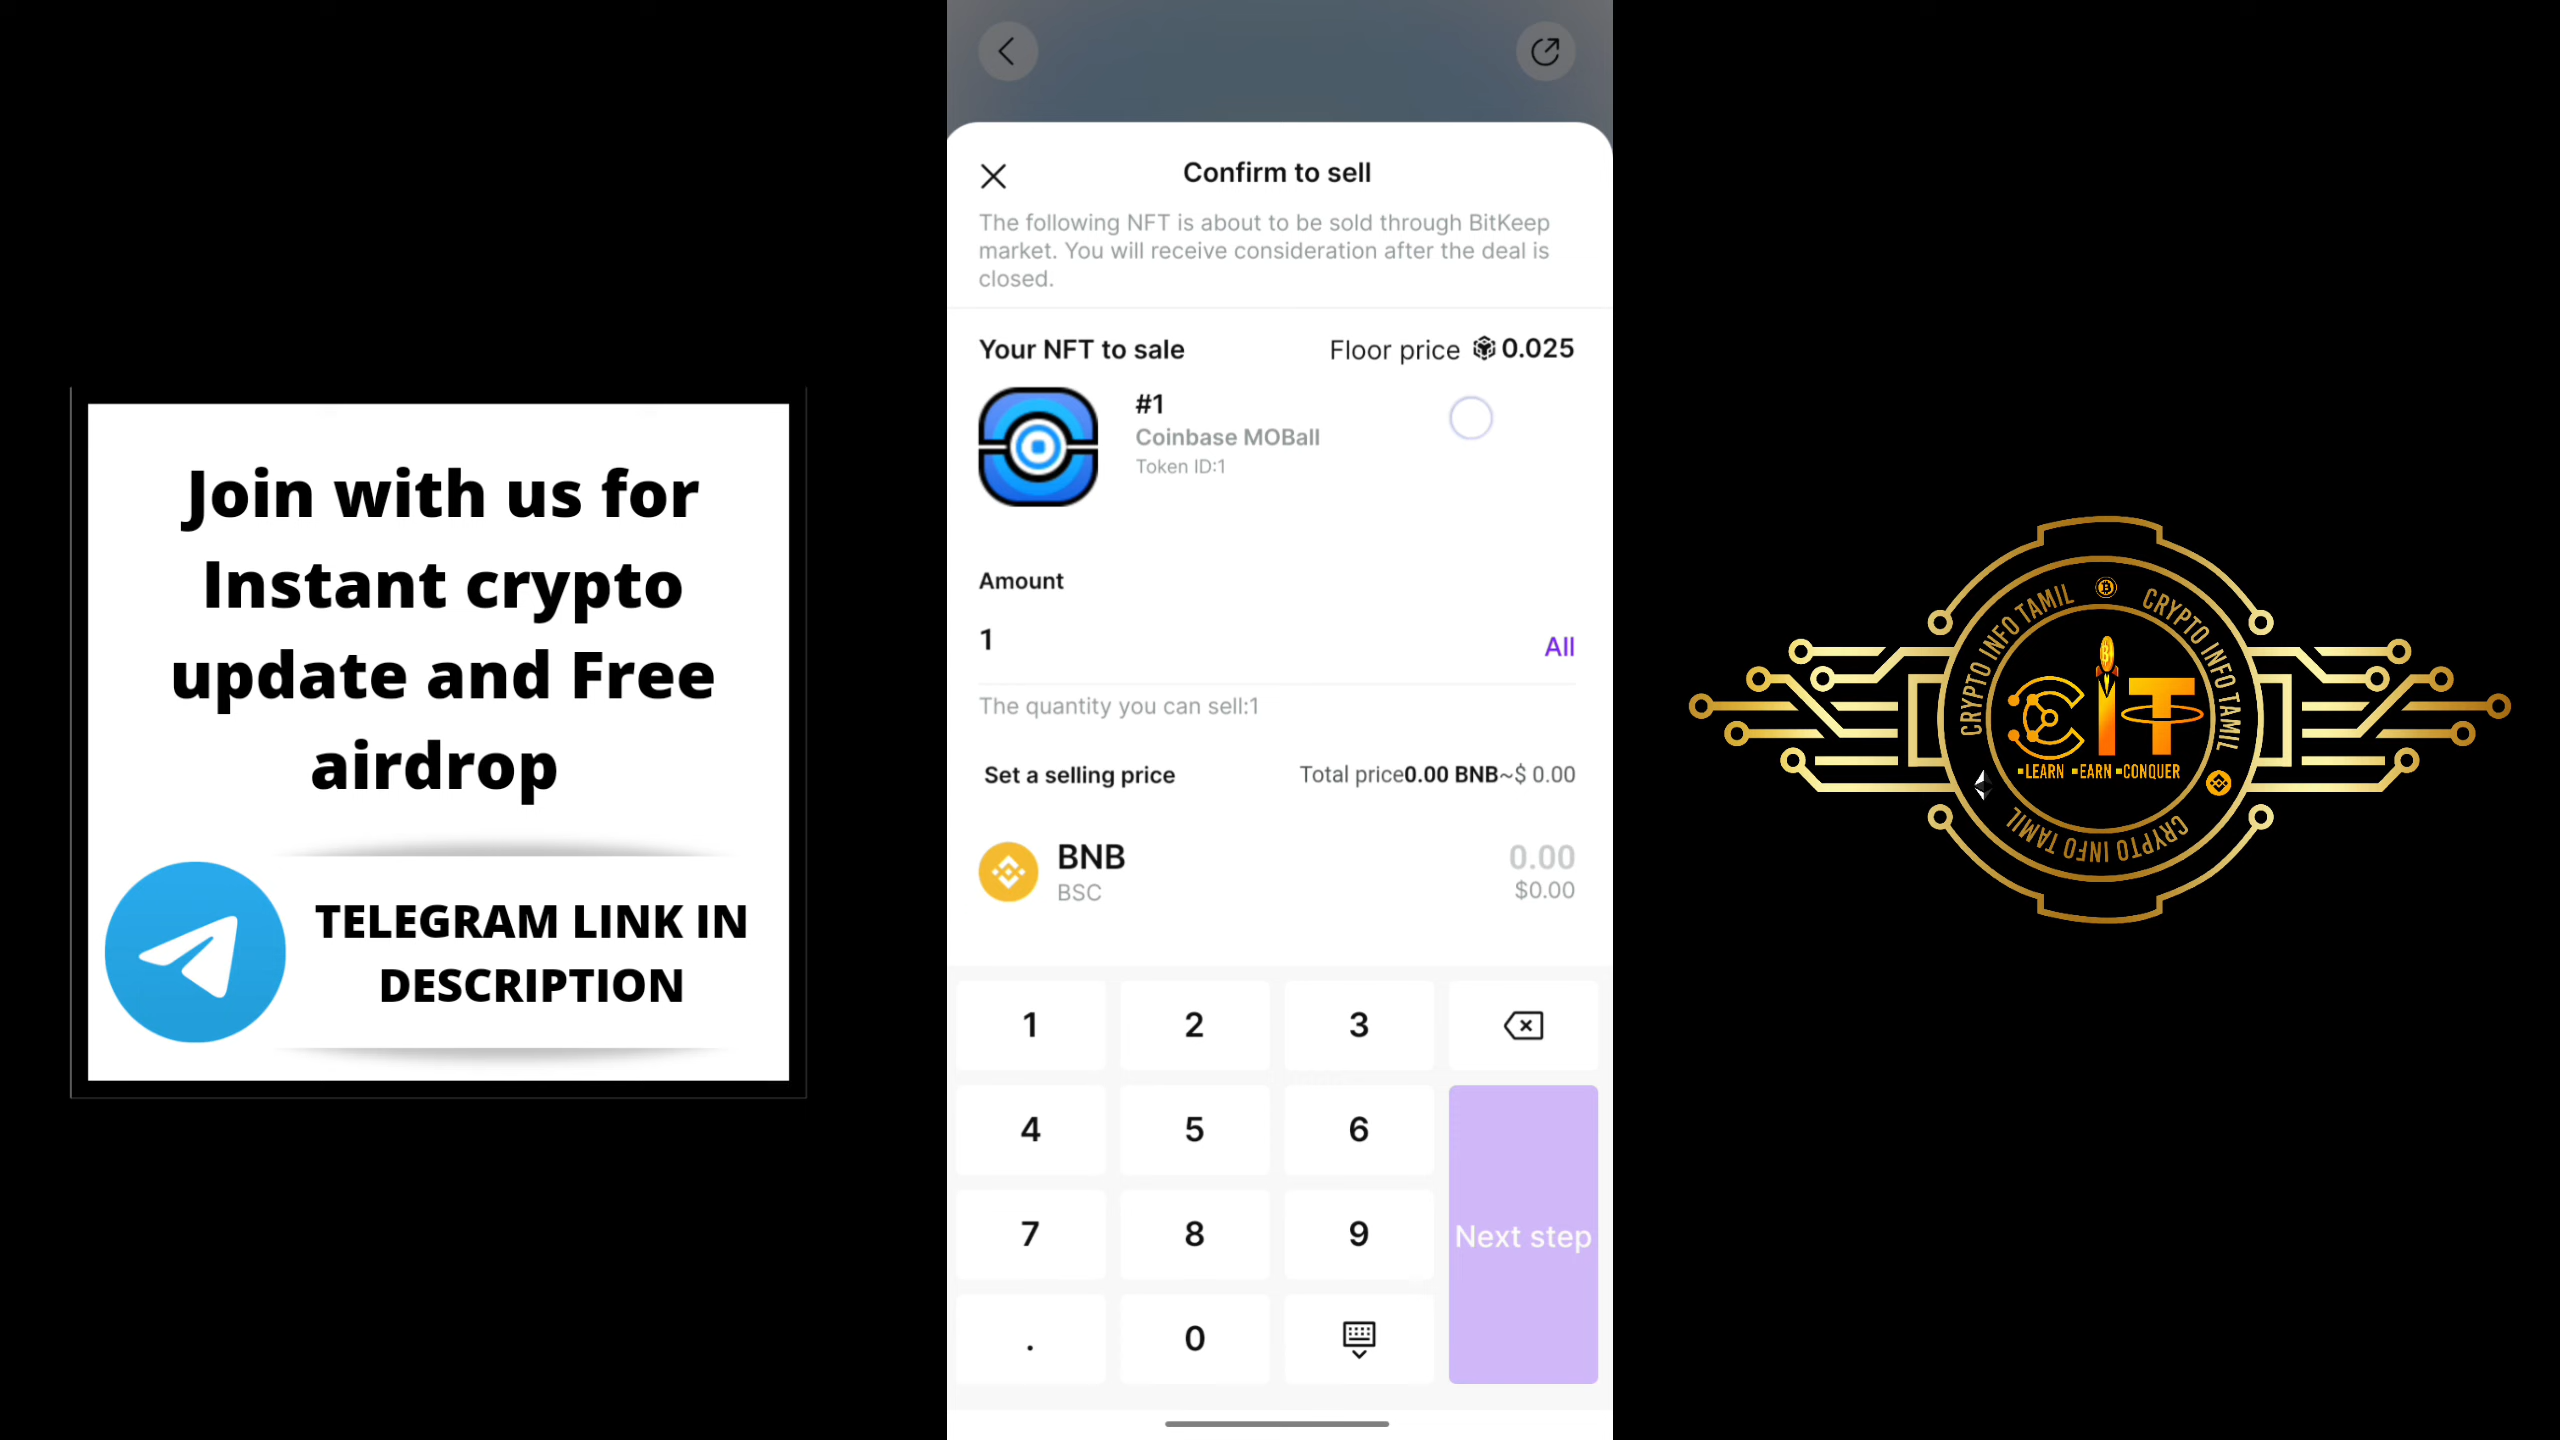 Join with us for
Instant crypto
update and Free
airdrop
TELEGRAM LINK IN
DESCRIPTION
Confirm to sell
The following NFT is about to be sold through BitKeep
market. You will receive consideration after the deal is
closed.
Your NFT to sale
Floor price 0.025
#1
Coinbase MOBall
Token ID:1
Amount
1
All
The quantity you can sell:1
Set a selling price
Total price0.00 BNB~$ 0.00
BNB
BSC
0.00
$0.00
1
2
3
4
5
6
7
8
9
.
0
Next step
CRYPTO INFO TAMIL
CRYPTO INFO TAMIL
CRYPTO INFO TAMIL
CIT
▪LEARN ▪EARN ▪CONQUER